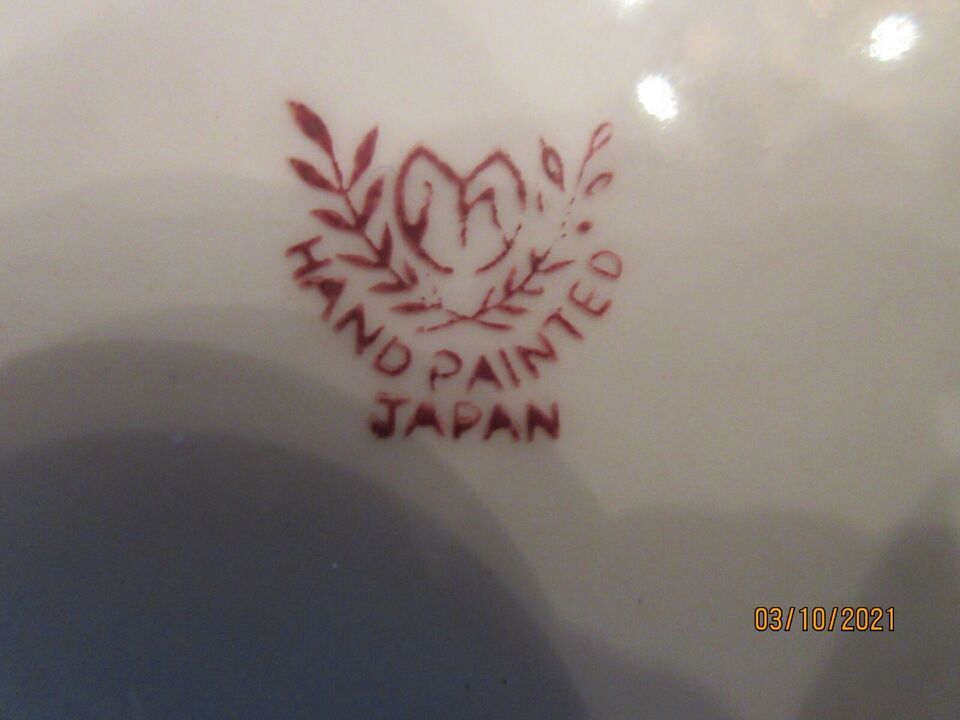 M
HAND PAINTED
JAPAN
03/10/2021